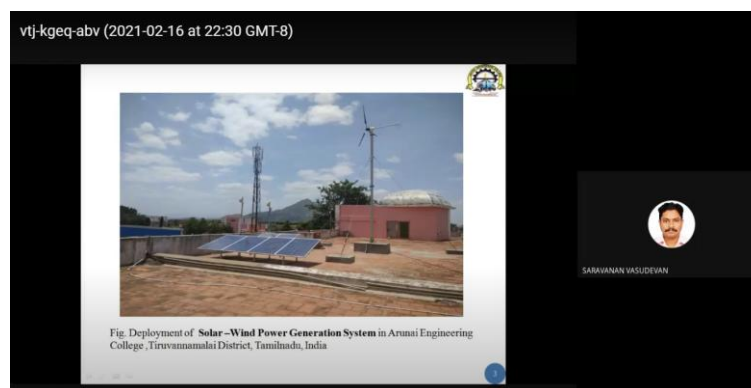 vtj-kgeq-abv (2021-02-16 at 22:30 GMT-8)
Fig. Deployment of Solar –Wind Power Generation System in Arunai Engineering
College ,Tiruvannamalai District, Tamilnadu, India
3
SARAVANAN VASUDEVAN